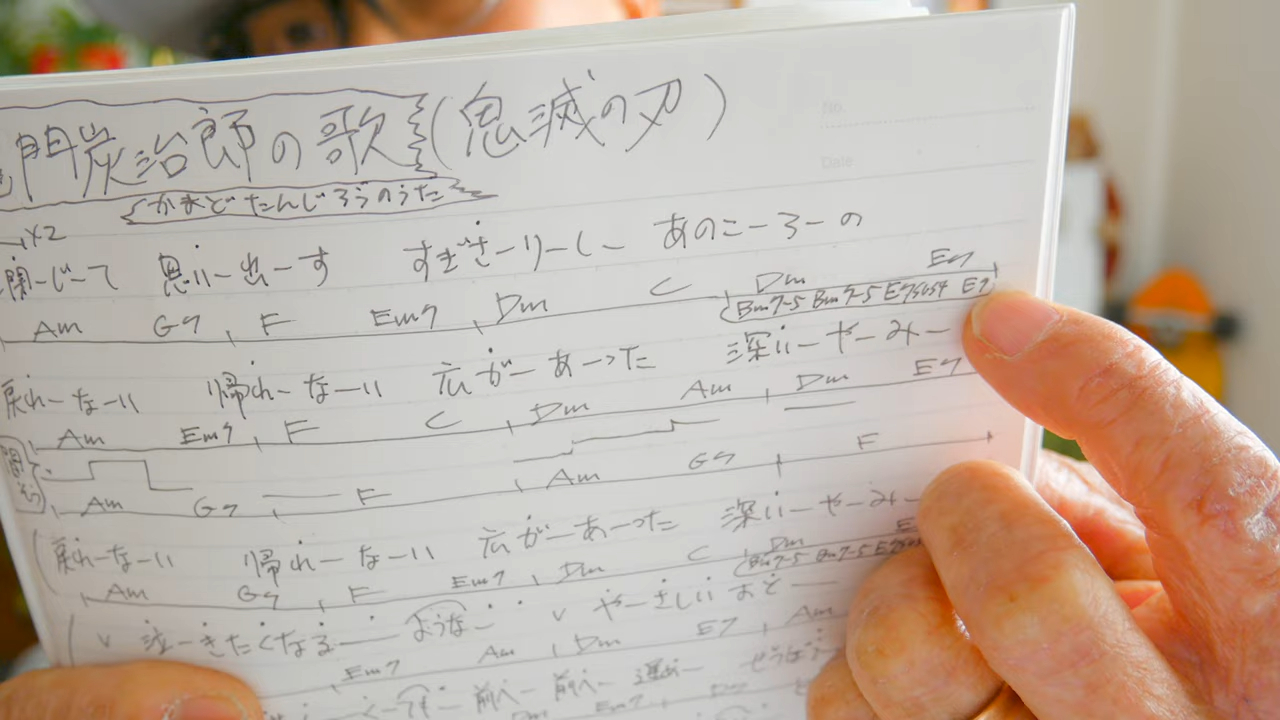 門炭治郎の歌(鬼滅の刃)
かまどたんじろうのうた
No.
Date
×2
閉ーじーて 思いー出ーす すぎさーりーしー あのこーろーの
Am G7 F Em7 Dm C Dm E7
(Bm7-5 Bm7-5 E7sus4 E7
戻れーなーい 帰れーなーい 広がーあーった 深いーやーみー
Am Em7 F C Dm Am Dm E7
Am G7 F Am G7 F
戻れーなーい 帰れーなーい 広がーあーった 深いーやーみー
Am G7 F Em7 Dm C Dm
(Bm7-5 Bm7-5
v 泣ーきたくなるー ような v やーさしい おと
Em7 Am Dm E7 Am
前へー 前へー
Dm Em7